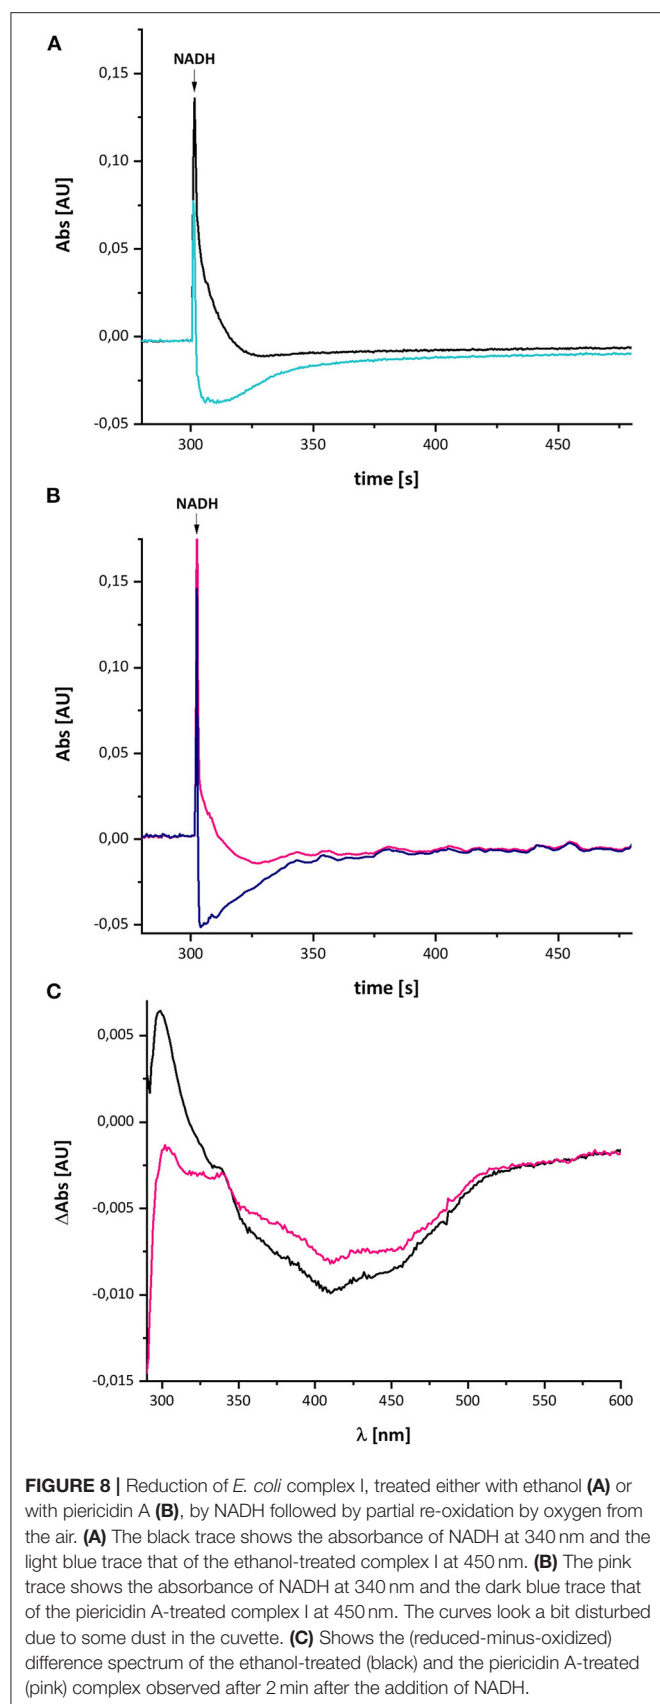 A
NADH
0,15
0,10
0,05
0,00
-0,05
Abs [AU]
300 350 400 450
time [s]
B
NADH
0,15
0,10
0,05
0,00
-0,05
Abs [AU]
300 350 400 450
time [s]
C
0,005
0,000
-0,005
-0,010
-0,015
ΔAbs [AU]
300 350 400 450 500 550 600
λ [nm]
FIGURE 8 | Reduction of E. coli complex I, treated either with ethanol (A) or
with piericidin A (B), by NADH followed by partial re-oxidation by oxygen from
the air. (A) The black trace shows the absorbance of NADH at 340 nm and the
light blue trace that of the ethanol-treated complex I at 450 nm. (B) The pink
trace shows the absorbance of NADH at 340 nm and the dark blue trace that
of the piericidin A-treated complex I at 450 nm. The curves look a bit disturbed
due to some dust in the cuvette. (C) Shows the (reduced-minus-oxidized)
difference spectrum of the ethanol-treated (black) and the piericidin A-treated
(pink) complex observed after 2 min after the addition of NADH.